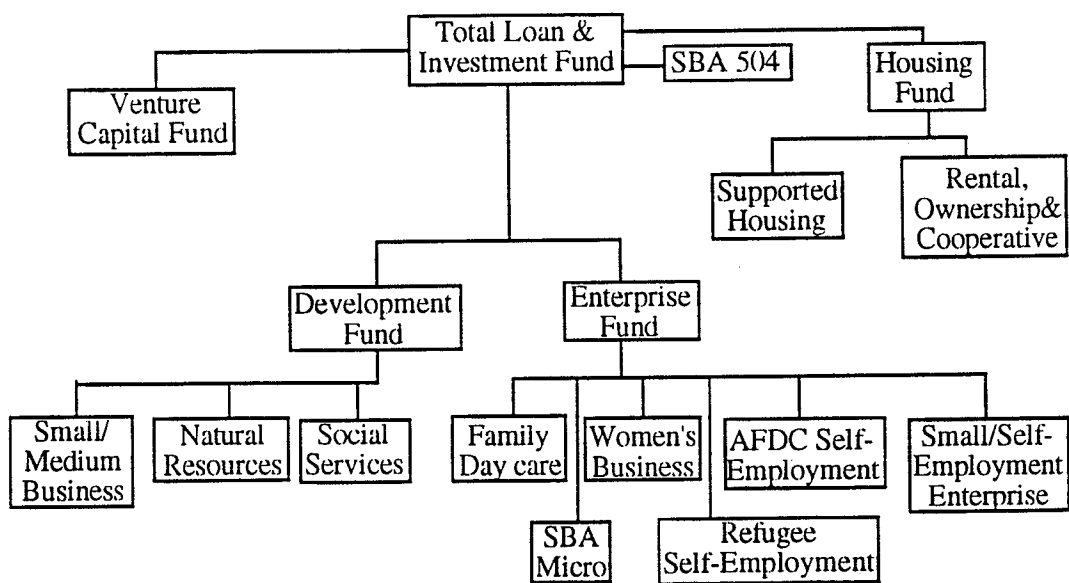 Total Loan &
Investment Fund
SBA 504
Housing
Fund
Venture
Capital Fund
Supported
Housing
Rental,
Ownership&
Cooperative
Development
Fund
Enterprise
Fund
Small/
Medium
Business
Natural
Resources
Social
Services
Family
Day care
Women's
Business
AFDC Self-
Employment
Small/Self-
Employment
Enterprise
SBA
Micro
Refugee
Self-Employment